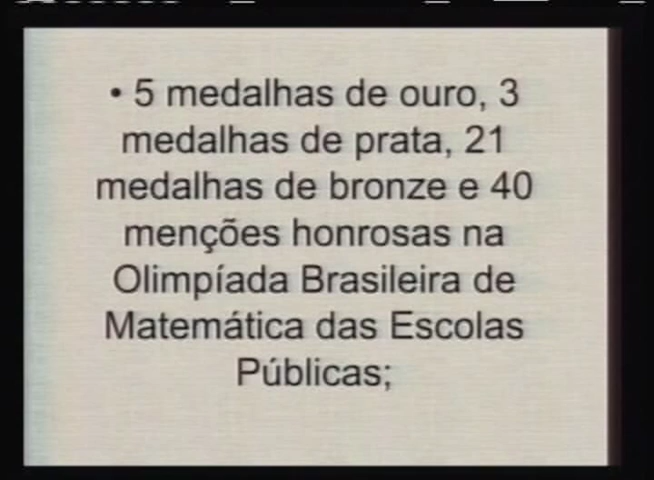 • 5 medalhas de ouro, 3
medalhas de prata, 21
medalhas de bronze e 40
menções honrosas na
Olimpíada Brasileira de
Matemática das Escolas
Públicas;